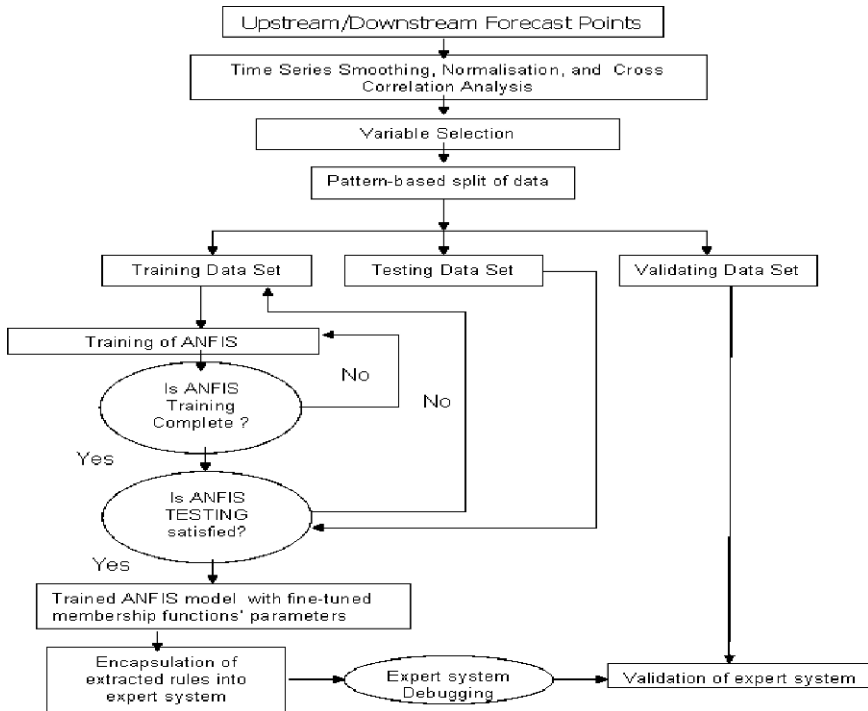 Upstream/Downstream Forecast Points
Time Series Smoothing, Normalisation, and Cross
Correlation Analysis
Variable Selection
Pattern-based split of data
Training Data Set
Testing Data Set
Validating Data Set
Training of ANFIS
No
Is ANFIS
Training
Complete ?
No
Yes
Is ANFIS
TESTING
satisfied?
Yes
Trained ANFIS model with fine-tuned
membership functions' parameters
Encapsulation of
extracted rules into
expert system
Expert system
Debugging
Validation of expert system